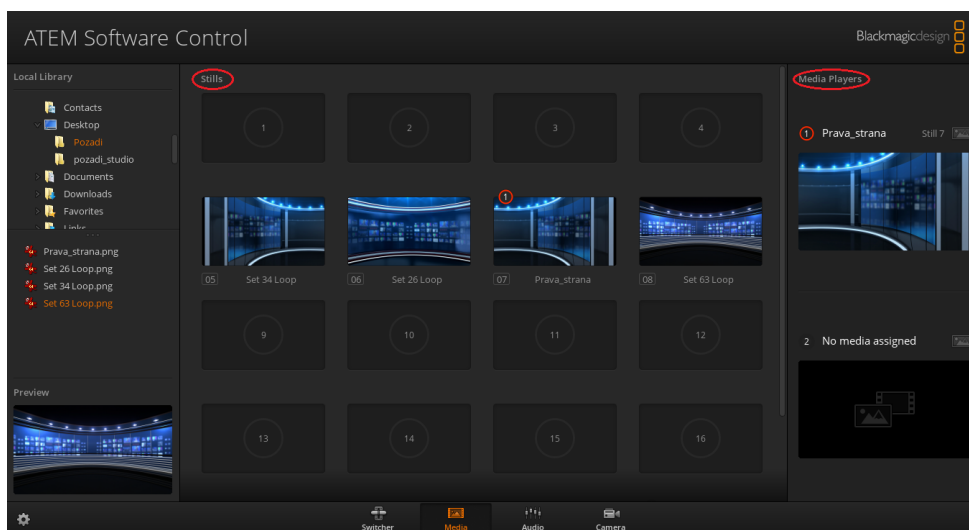 ATEM Software Control
Blackmagicdesign
Local Library
Contacts
Desktop
Pozadi
pozadi_studio
Documents
Downloads
Favorites
Links
Prava_strana.png
Set 26 Loop.png
Set 34 Loop.png
Set 63 Loop.png
Preview
Stills
1
2
3
4
1
05 Set 34 Loop
06 Set 26 Loop
07 Prava_strana
08 Set 63 Loop
9
10
11
12
13
14
15
16
Media Players
1 Prava_strana Still 7
2 No media assigned
Switcher
Media
Audio
Camera